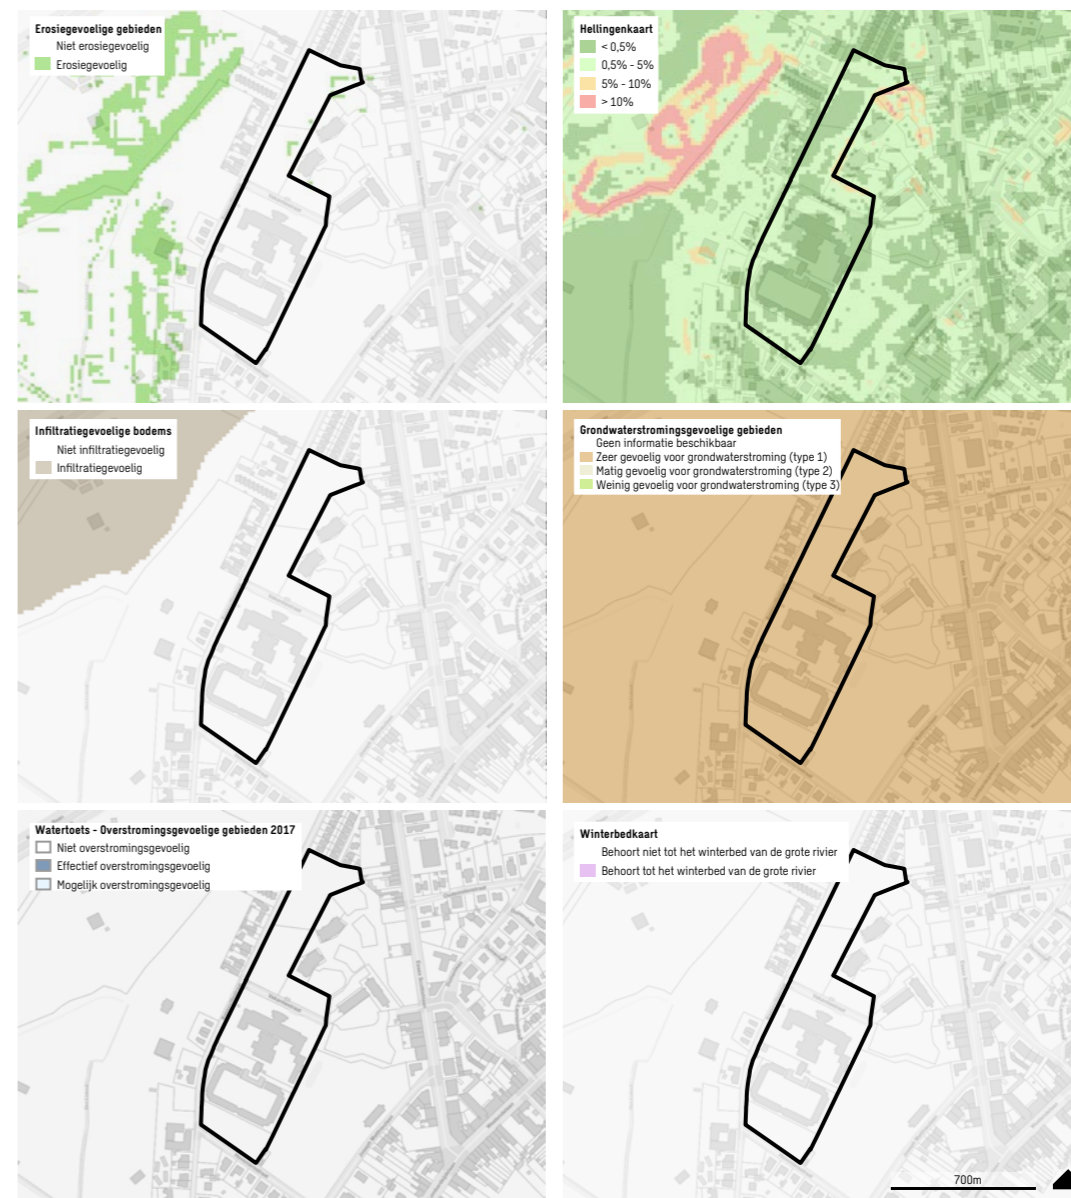 Erosiegevoelige gebieden
Niet erosiegevoelig
Erosiegevoelig
Hellingenkaart
< 0,5%
0,5% - 5%
5% - 10%
> 10%
Infiltratiegevoelige bodems
Niet infiltratiegevoelig
Infiltratiegevoelig
Grondwaterstromingsgevoelige gebieden
Geen informatie beschikbaar
Zeer gevoelig voor grondwaterstroming (type 1)
Matig gevoelig voor grondwaterstroming (type 2)
Weinig gevoelig voor grondwaterstroming (type 3)
Watertoets - Overstromingsgevoelige gebieden 2017
Niet overstromingsgevoelig
Effectief overstromingsgevoelig
Mogelijk overstromingsgevoelig
Winterbedkaart
Behoort niet tot het winterbed van de grote rivier
Behoort tot het winterbed van de grote rivier
700m